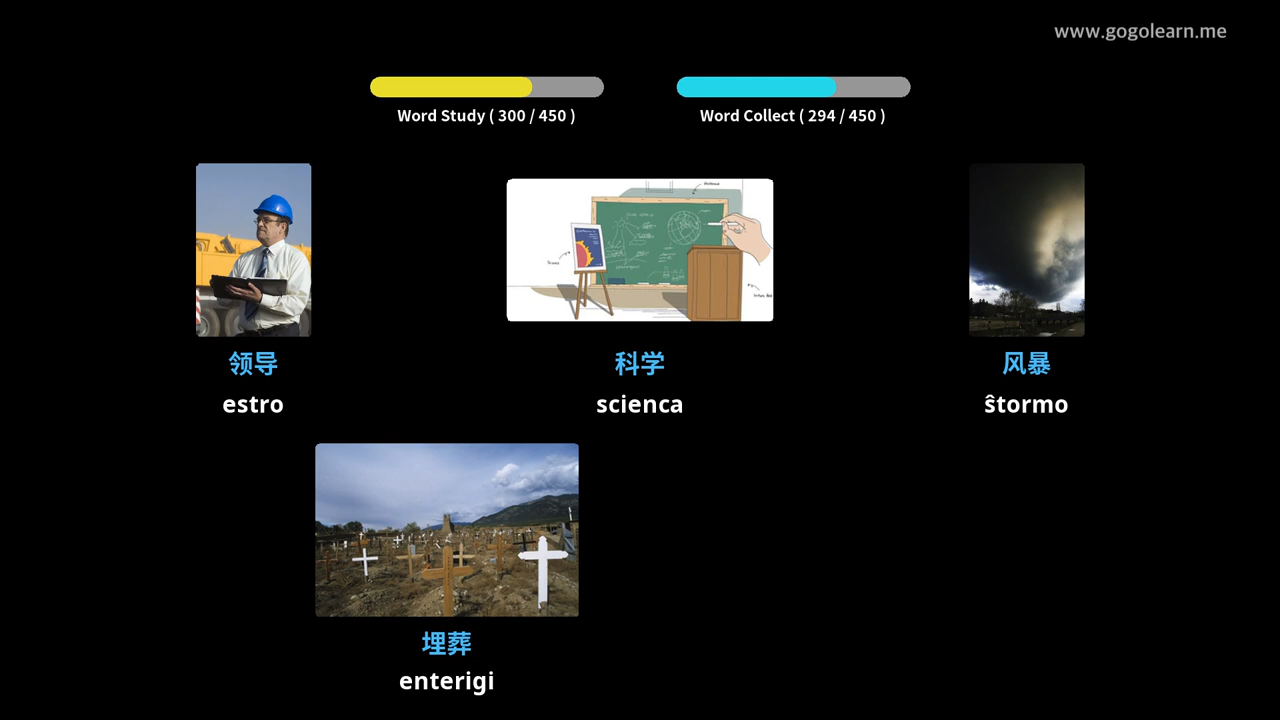 www.gogolearn.me
Word Study ( 300 / 450 )
Word Collect ( 294 / 450 )
领导
estro
科学
scienca
风暴
ŝtormo
埋葬
enterigi